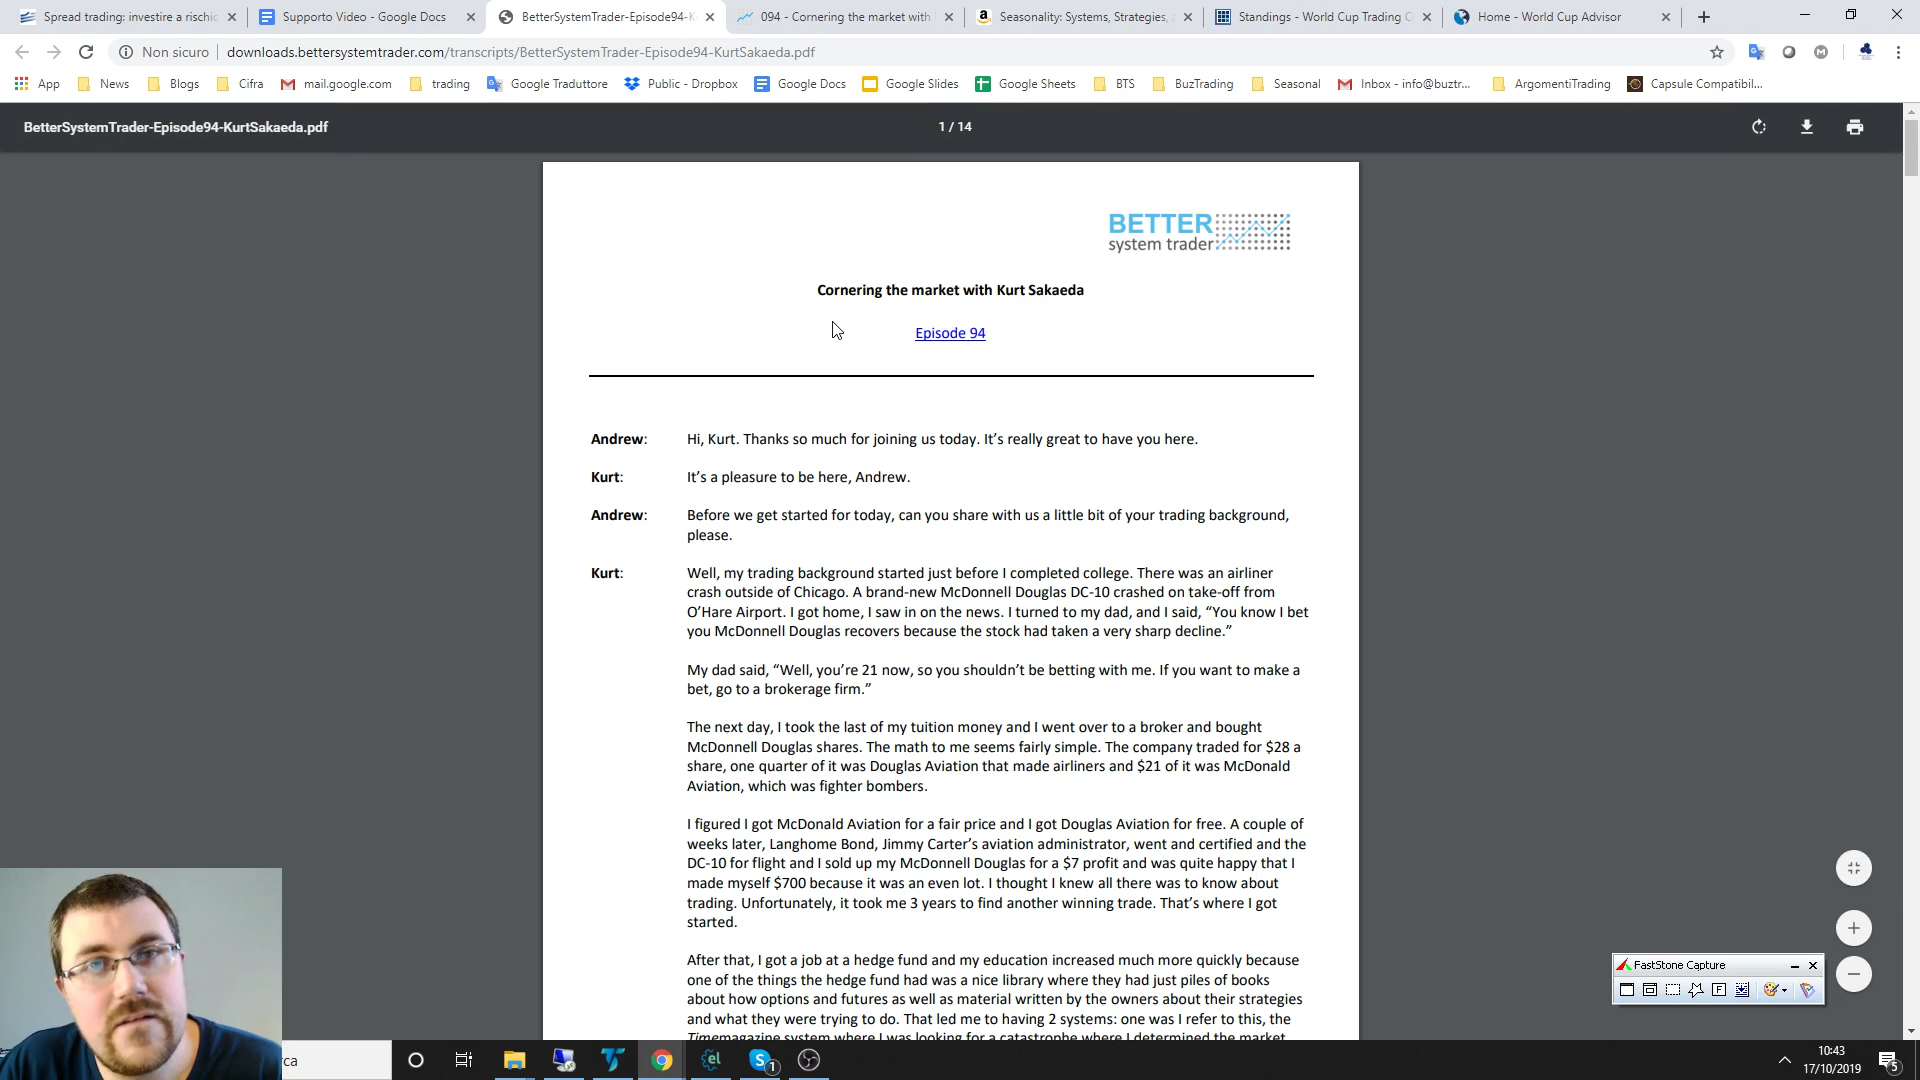 Spread trading: investire a rischio
Supporto Video - Google Docs
BetterSystemTrader-Episode94-K
094 - Cornering the market with
Seasonality: Systems, Strategies,
Standings - World Cup Trading C
Home - World Cup Advisor
Non sicuro
downloads.bettersystemtrader.com/transcripts/BetterSystemTrader-Episode94-KurtSakaeda.pdf
App
News
Blogs
Cifra
mail.google.com
trading
Google Traduttore
Public - Dropbox
Google Docs
Google Slides
Google Sheets
BTS
BuzTrading
Seasonal
Inbox - info@buztr...
ArgomentiTrading
Capsule Compatibil...
BetterSystemTrader-Episode94-KurtSakaeda.pdf
1 / 14
BETTER
system trader
Cornering the market with Kurt Sakaeda
Episode 94
Andrew: Hi, Kurt. Thanks so much for joining us today. It's really great to have you here.
Kurt: It's a pleasure to be here, Andrew.
Andrew: Before we get started for today, can you share with us a little bit of your trading background,
please.
Kurt: Well, my trading background started just before I completed college. There was an airliner
crash outside of Chicago. A brand-new McDonnell Douglas DC-10 crashed on take-off from
O'Hare Airport. I got home, I saw in on the news. I turned to my dad, and I said, “You know I bet
you McDonnell Douglas recovers because the stock had taken a very sharp decline.”
My dad said, “Well, you're 21 now, so you shouldn't be betting with me. If you want to make a
bet, go to a brokerage firm.”
The next day, I took the last of my tuition money and I went over to a broker and bought
McDonnell Douglas shares. The math to me seems fairly simple. The company traded for $28 a
share, one quarter of it was Douglas Aviation that made airliners and $21 of it was McDonald
Aviation, which was fighter bombers.
I figured I got McDonald Aviation for a fair price and I got Douglas Aviation for free. A couple of
weeks later, Langhome Bond, Jimmy Carter's aviation administrator, went and certified and the
DC-10 for flight and I sold up my McDonnell Douglas for a $7 profit and was quite happy that I
made myself $700 because it was an even lot. I thought I knew all there was to know about
trading. Unfortunately, it took me 3 years to find another winning trade. That's where I got
started.
After that, I got a job at a hedge fund and my education increased much more quickly because
one of the things the hedge fund had was a nice library where they had just piles of books
about how options and futures as well as material written by the owners about their strategies
and what they were trying to do. That led me to having 2 systems: one was I refer to this, the
Timemagazine system where I was looking for a catastrophe where I determined the market
FastStone Capture
rca
1
10:43
17/10/2019
5